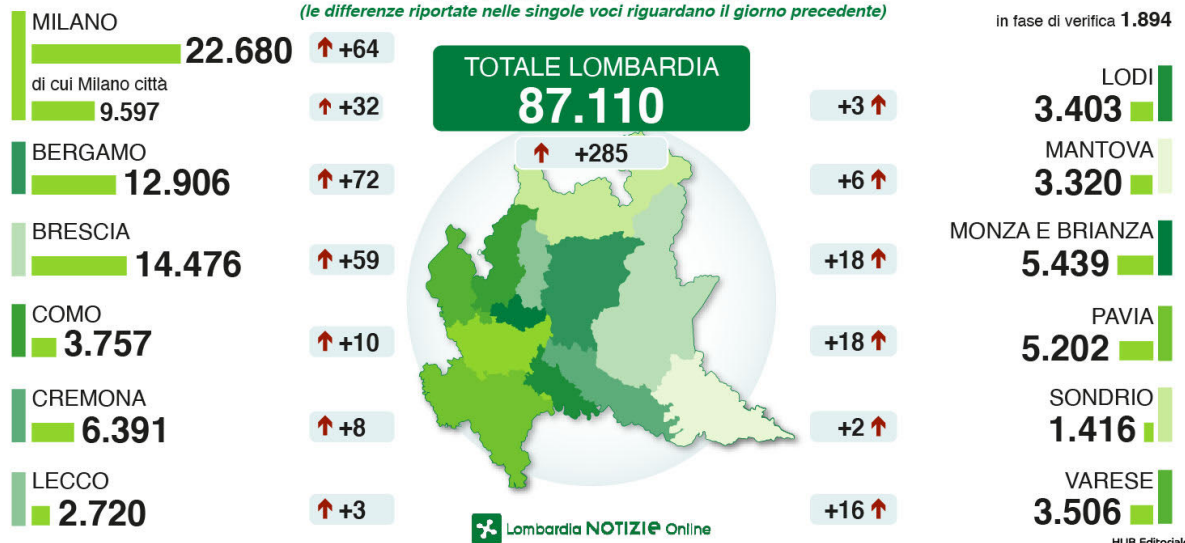 (le differenze riportate nelle singole voci riguardano il giorno precedente)
in fase di verifica 1.894
MILANO
22.680
+64
di cui Milano città
9.597
+32
BERGAMO
12.906
+72
BRESCIA
14.476
+59
COMO
3.757
+10
CREMONA
6.391
+8
LECCO
2.720
+3
TOTALE LOMBARDIA
87.110
+285
LODI
+3
3.403
MANTOVA
+6
3.320
MONZA E BRIANZA
+18
5.439
PAVIA
+18
5.202
SONDRIO
+2
1.416
VARESE
+16
3.506
Lombardia NOTIZIE Online
HUB Editoriale